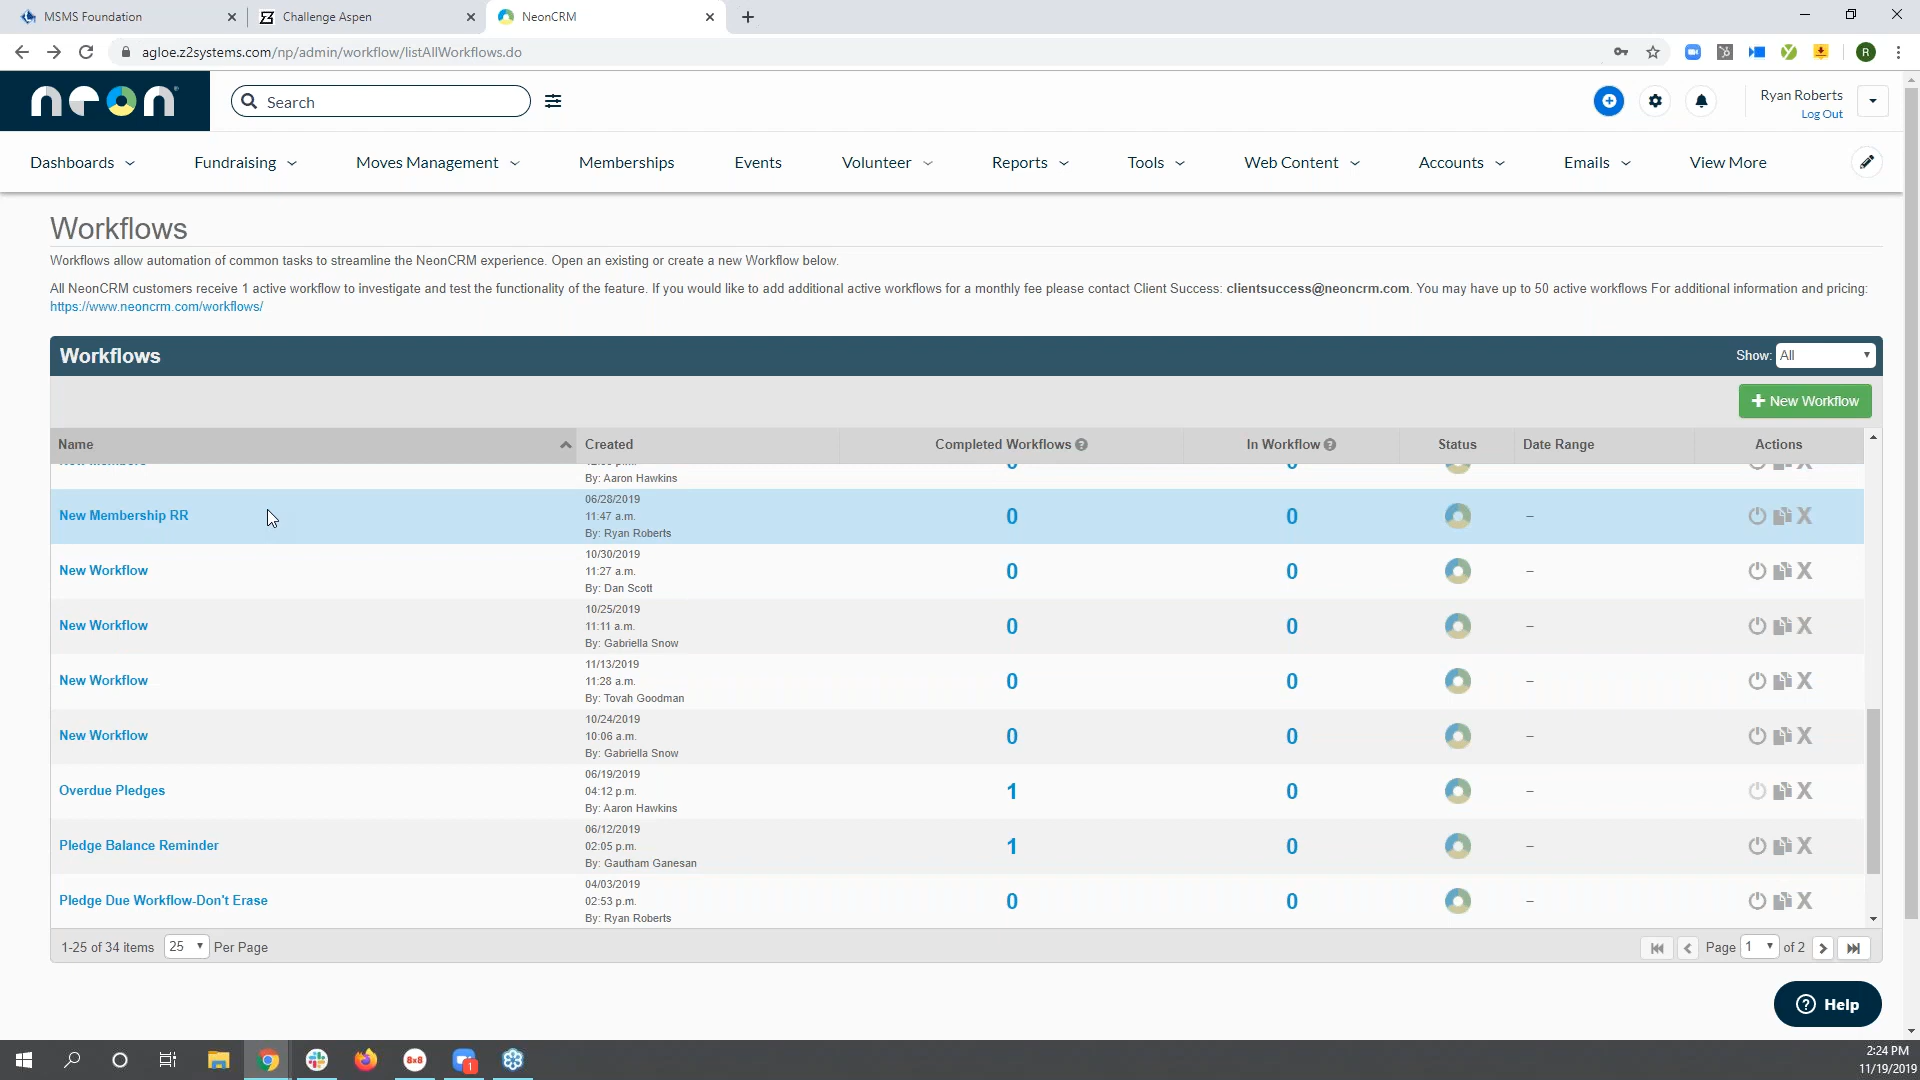 MSMS Foundation
Challenge Aspen
NeonCRM
agloe.z2systems.com/np/admin/workflow/listAllWorkflows.do
R
neon
Search
Ryan Roberts
Log Out
Dashboards
Fundraising
Moves Management
Memberships
Events
Volunteer
Reports
Tools
Web Content
Accounts
Emails
View More
Workflows
Workflows allow automation of common tasks to streamline the NeonCRM experience. Open an existing or create a new Workflow below.
All NeonCRM customers receive 1 active workflow to investigate and test the functionality of the feature. If you would like to add additional active workflows for a monthly fee please contact Client Success: clientsuccess@neoncrm.com. You may have up to 50 active workflows For additional information and pricing:
https://www.neoncrm.com/workflows/
Workflows
Show: All
+ New Workflow
Name Created Completed Workflows ? In Workflow ? Status Date Range Actions
By: Aaron Hawkins
06/28/2019
New Membership RR 11:47 a.m. 0 0 – X
By: Ryan Roberts
10/30/2019
New Workflow 11:27 a.m. 0 0 – X
By: Dan Scott
10/25/2019
New Workflow 11:11 a.m. 0 0 – X
By: Gabriella Snow
11/13/2019
New Workflow 11:28 a.m. 0 0 – X
By: Tovah Goodman
10/24/2019
New Workflow 10:06 a.m. 0 0 – X
By: Gabriella Snow
06/19/2019
Overdue Pledges 04:12 p.m. 1 0 – X
By: Aaron Hawkins
06/12/2019
Pledge Balance Reminder 02:05 p.m. 1 0 – X
By: Gautham Ganesan
04/03/2019
Pledge Due Workflow-Don't Erase 02:53 p.m. 0 0 – X
By: Ryan Roberts
1-25 of 34 items 25 Per Page
Page 1 of 2
? Help
8x8
1
2:24 PM
11/19/2019